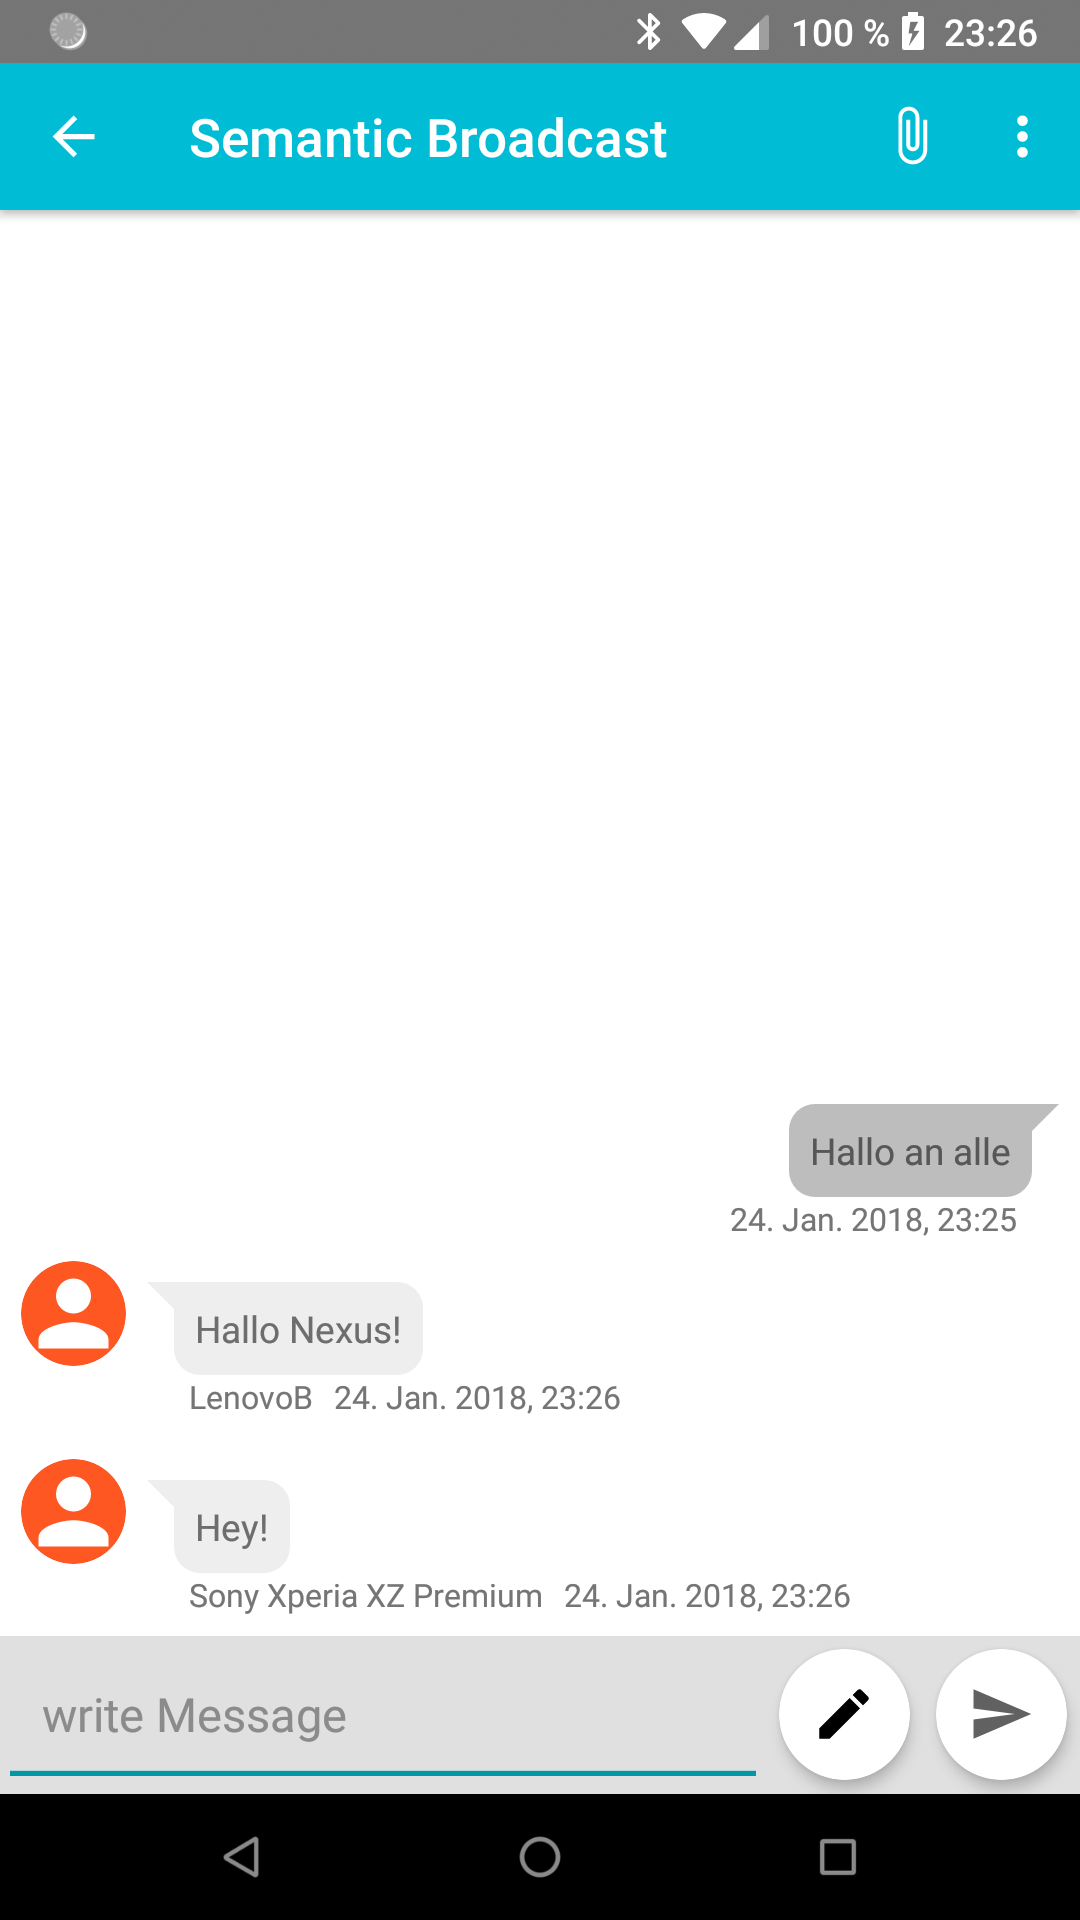 100 % 23:26
Semantic Broadcast
Hallo an alle
24. Jan. 2018, 23:25
Hallo Nexus!
LenovoB 24. Jan. 2018, 23:26
Hey!
Sony Xperia XZ Premium 24. Jan. 2018, 23:26
write Message